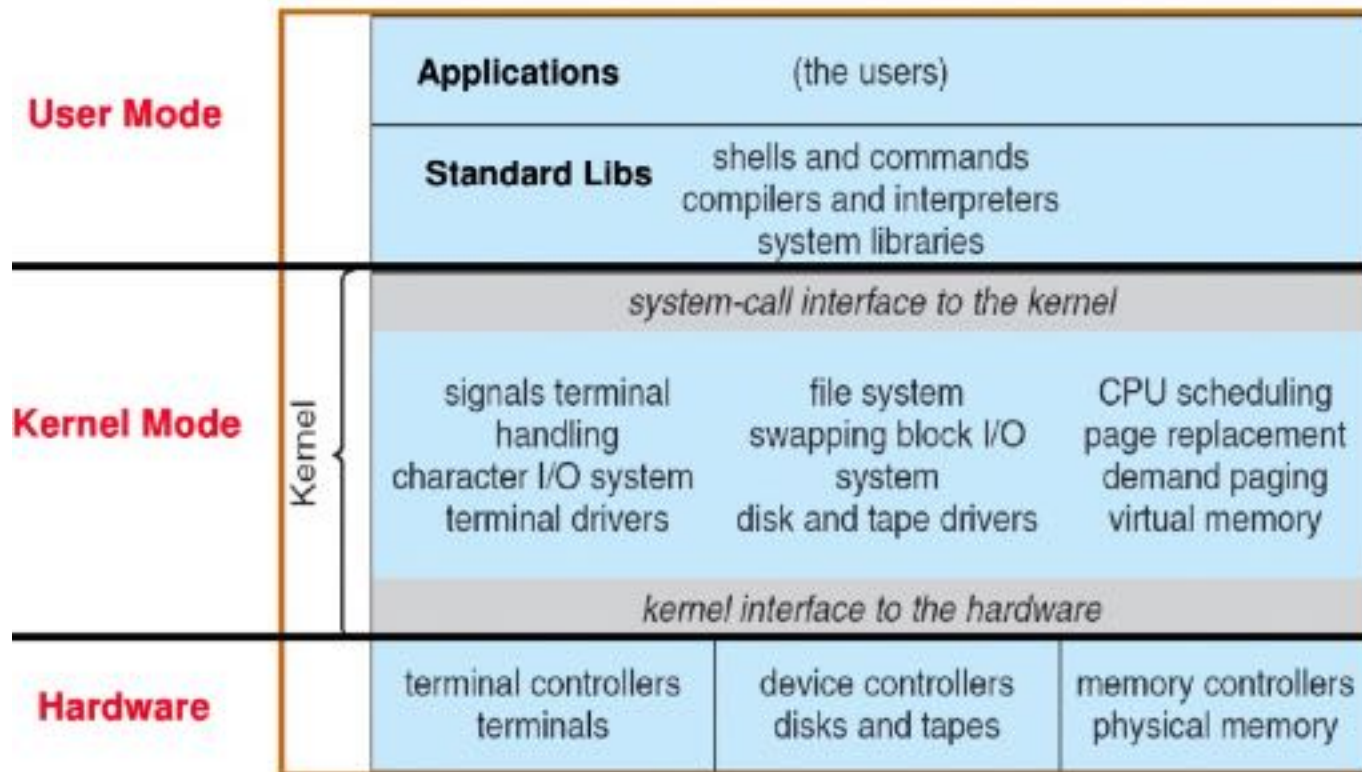 User Mode
Applications (the users)
Standard Libs
shells and commands
compilers and interpreters
system libraries
Kernel Mode
Kernel
system-call interface to the kernel
signals terminal
handling
character I/O system
terminal drivers
file system
swapping block I/O
system
disk and tape drivers
CPU scheduling
page replacement
demand paging
virtual memory
kernel interface to the hardware
Hardware
terminal controllers
terminals
device controllers
disks and tapes
memory controllers
physical memory